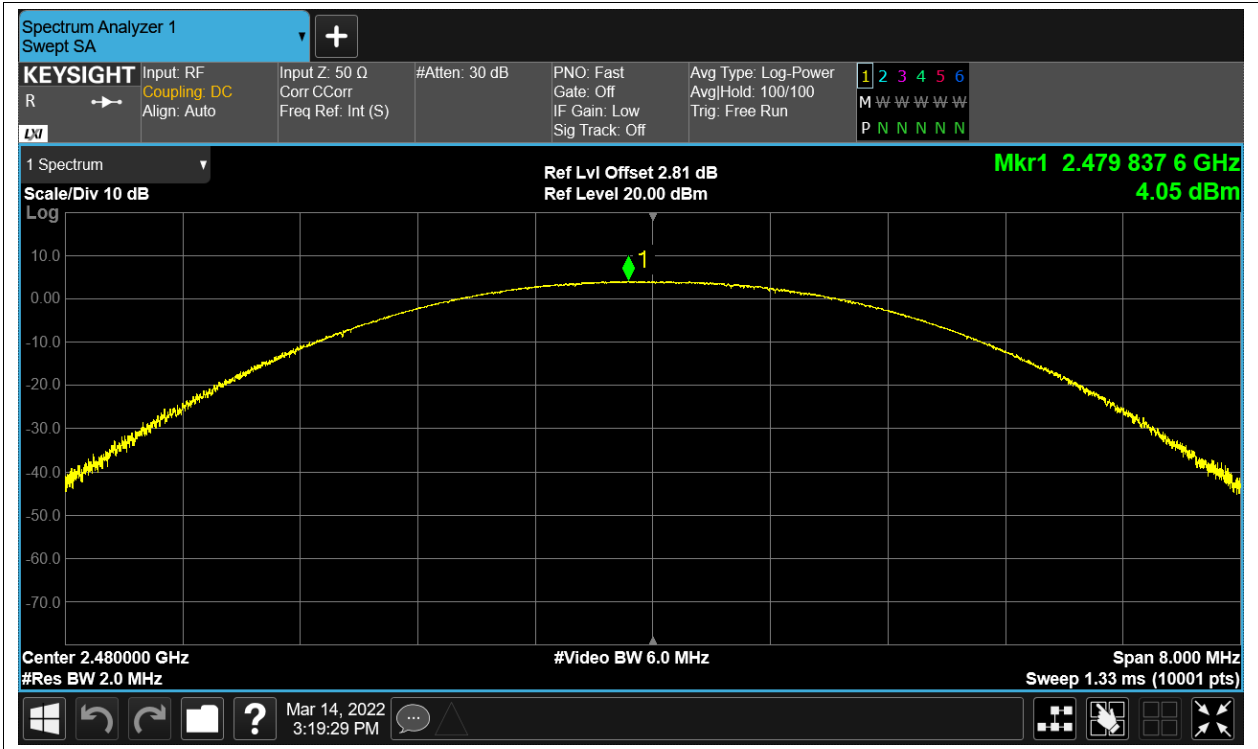 Spectrum Analyzer 1
Swept SA
KEYSIGHT
R
LXI
Input: RF
Coupling: DC
Align: Auto
Input Z: 50 Ω
Corr CCorr
Freq Ref: Int (S)
#Atten: 30 dB
PNO: Fast
Gate: Off
IF Gain: Low
Sig Track: Off
Avg Type: Log-Power
Avg|Hold: 100/100
Trig: Free Run
1 2 3 4 5 6
M W W W W W
P N N N N N
1 Spectrum
Scale/Div 10 dB
Log
Ref Lvl Offset 2.81 dB
Ref Level 20.00 dBm
Mkr1 2.479 837 6 GHz
4.05 dBm
1
10.0
0.00
-10.0
-20.0
-30.0
-40.0
-50.0
-60.0
-70.0
Center 2.480000 GHz
#Video BW 6.0 MHz
Span 8.000 MHz
#Res BW 2.0 MHz
Sweep 1.33 ms (10001 pts)
?
Mar 14, 2022
3:19:29 PM